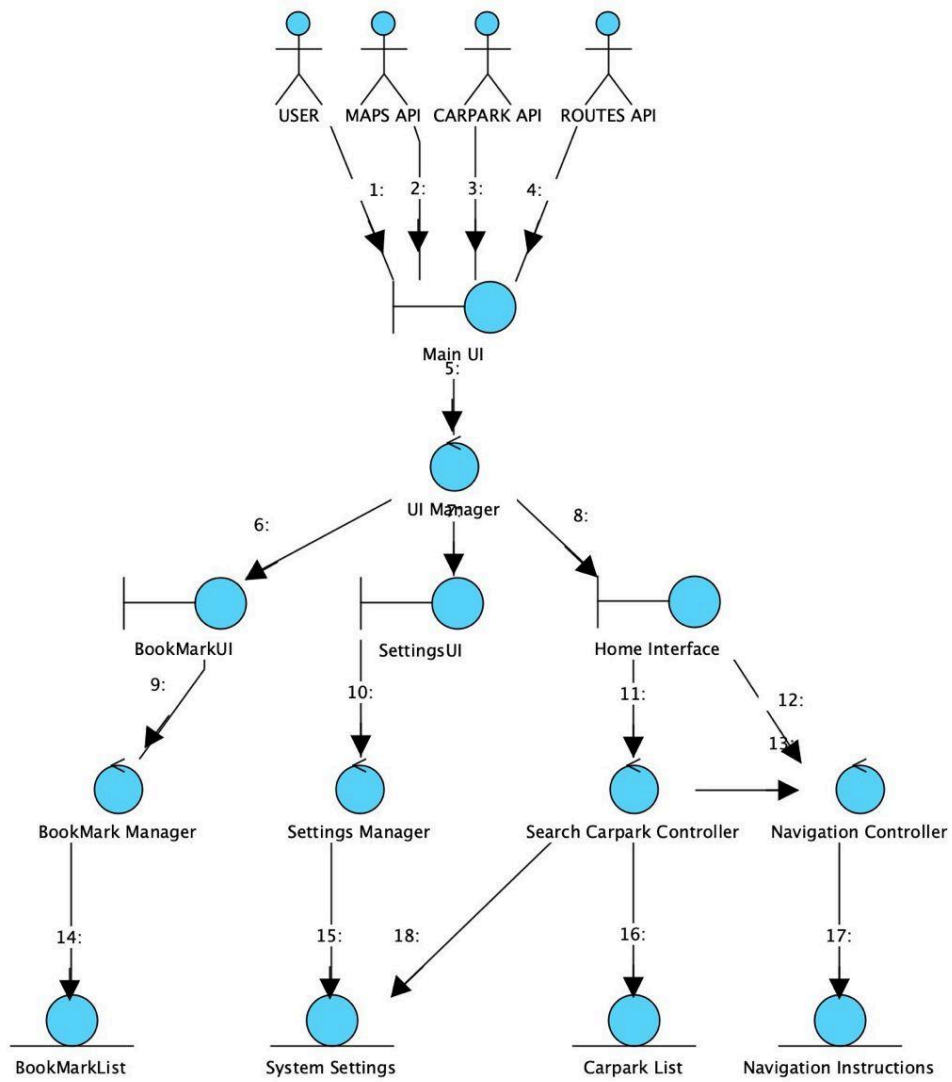 USER
MAPS API
CARPARK API
ROUTES API
1:
2:
3:
4:
Main UI
5:
UI Manager
6:
7:
8:
BookMarkUI
SettingsUI
Home Interface
9:
10:
11:
12:
13:
BookMark Manager
Settings Manager
Search Carpark Controller
Navigation Controller
14:
15:
18:
16:
17:
BookMarkList
System Settings
Carpark List
Navigation Instructions